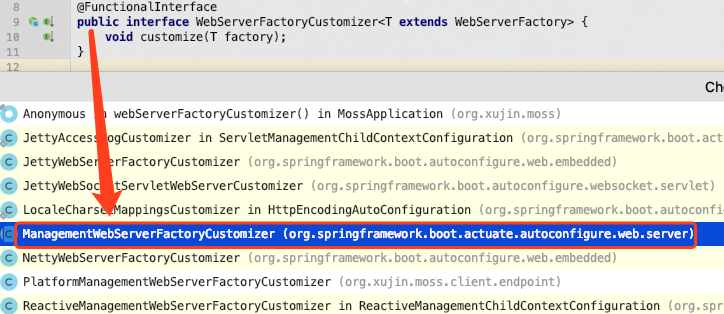 8 @FunctionalInterface
9 public interface WebServerFactoryCustomizer<T extends WebServerFactory> {
10 void customize(T factory);
11 }
12
Ch
Anonymous in webServerFactoryCustomizer() in MossApplication (org.xujin.moss)
JettyAccessLogCustomizer in ServletManagementChildContextConfiguration (org.springframework.boot.act
JettyWebServerFactoryCustomizer (org.springframework.boot.autoconfigure.web.embedded)
JettyWebSocketServletWebServerCustomizer (org.springframework.boot.autoconfigure.websocket.servlet)
LocaleCharsetMappingsCustomizer in HttpEncodingAutoConfiguration (org.springframework.boot.autoconf
ManagementWebServerFactoryCustomizer (org.springframework.boot.actuate.autoconfigure.web.server)
NettyWebServerFactoryCustomizer (org.springframework.boot.autoconfigure.web.embedded)
PlatformManagementWebServerFactoryCustomizer (org.xujin.moss.client.endpoint)
ReactiveManagementWebServerFactoryCustomizer in ReactiveManagementChildContextConfiguration (org.spr